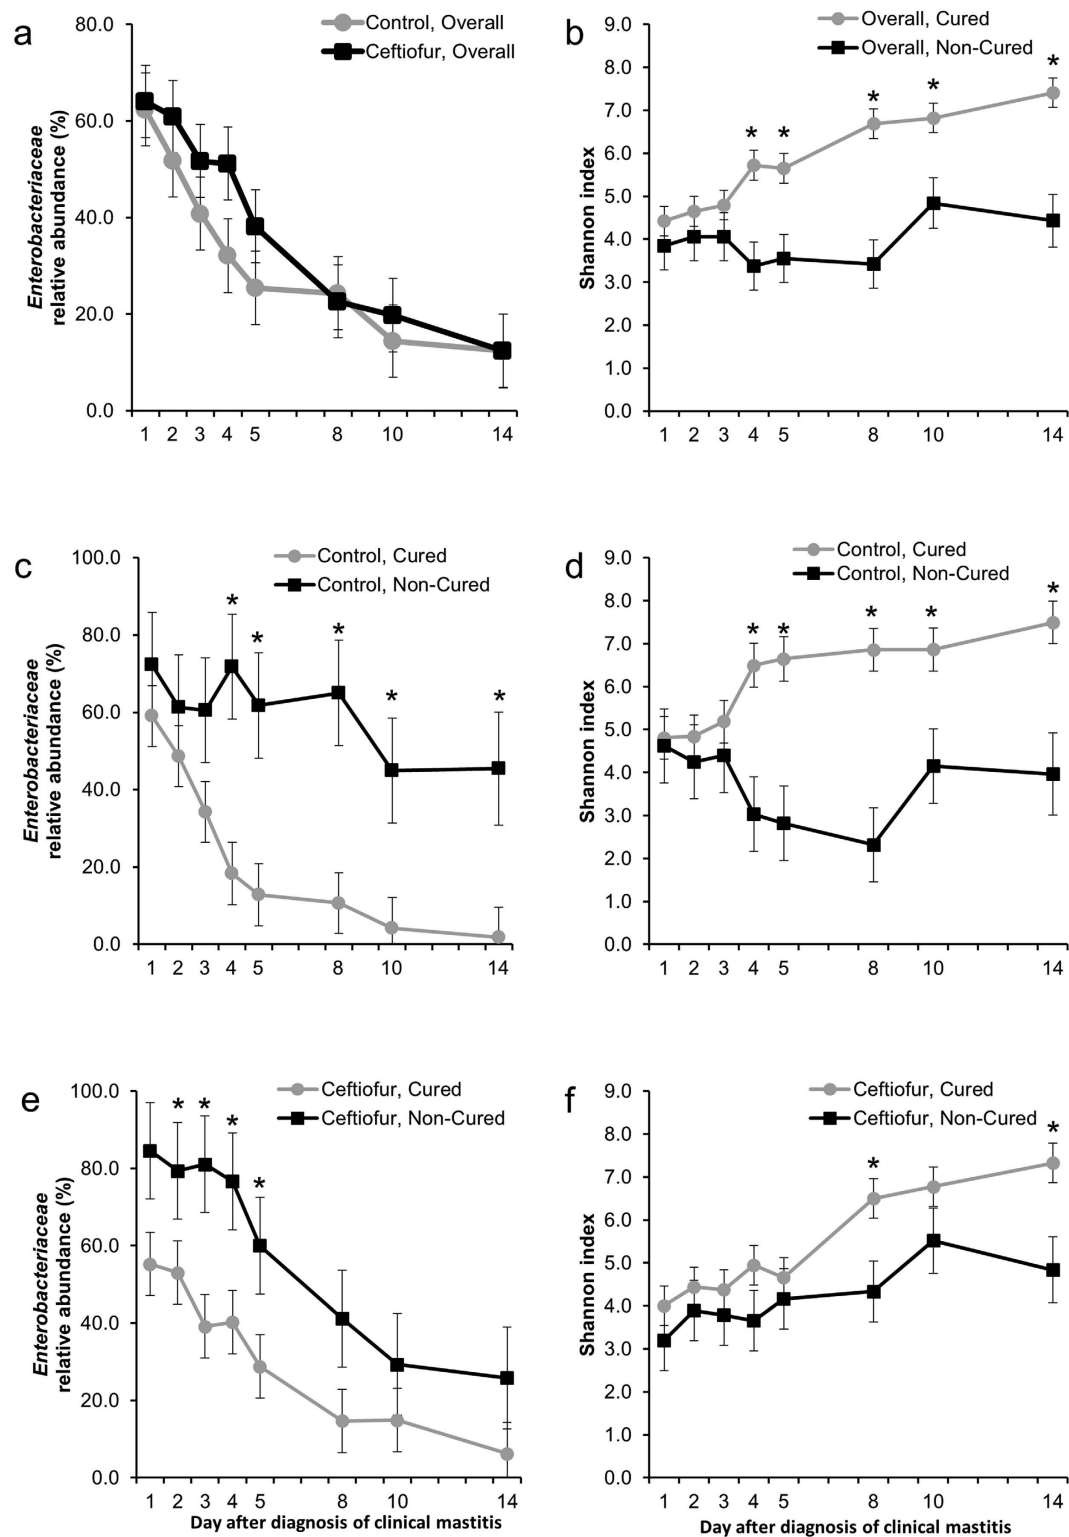 a
Control, Overall
Ceftiofur, Overall
Enterobacteriaceae
relative abundance (%)
80.0
60.0
40.0
20.0
0.0
1 2 3 4 5 8 10 14
b
Overall, Cured
Overall, Non-Cured
Shannon index
9.0
8.0
7.0
6.0
5.0
4.0
3.0
2.0
1.0
0.0
* * * * *
1 2 3 4 5 8 10 14
c
Control, Cured
Control, Non-Cured
Enterobacteriaceae
relative abundance (%)
100.0
80.0
60.0
40.0
20.0
0.0
* * * * *
1 2 3 4 5 8 10 14
d
Control, Cured
Control, Non-Cured
Shannon index
9.0
8.0
7.0
6.0
5.0
4.0
3.0
2.0
1.0
0.0
* * * * *
1 2 3 4 5 8 10 14
e
Ceftiofur, Cured
Ceftiofur, Non-Cured
Enterobacteriaceae
relative abundance (%)
100.0
80.0
60.0
40.0
20.0
0.0
* * * *
1 2 3 4 5 8 10 14
Day after diagnosis of clinical mastitis
f
Ceftiofur, Cured
Ceftiofur, Non-Cured
Shannon index
9.0
8.0
7.0
6.0
5.0
4.0
3.0
2.0
1.0
0.0
* *
1 2 3 4 5 8 10 14
Day after diagnosis of clinical mastitis